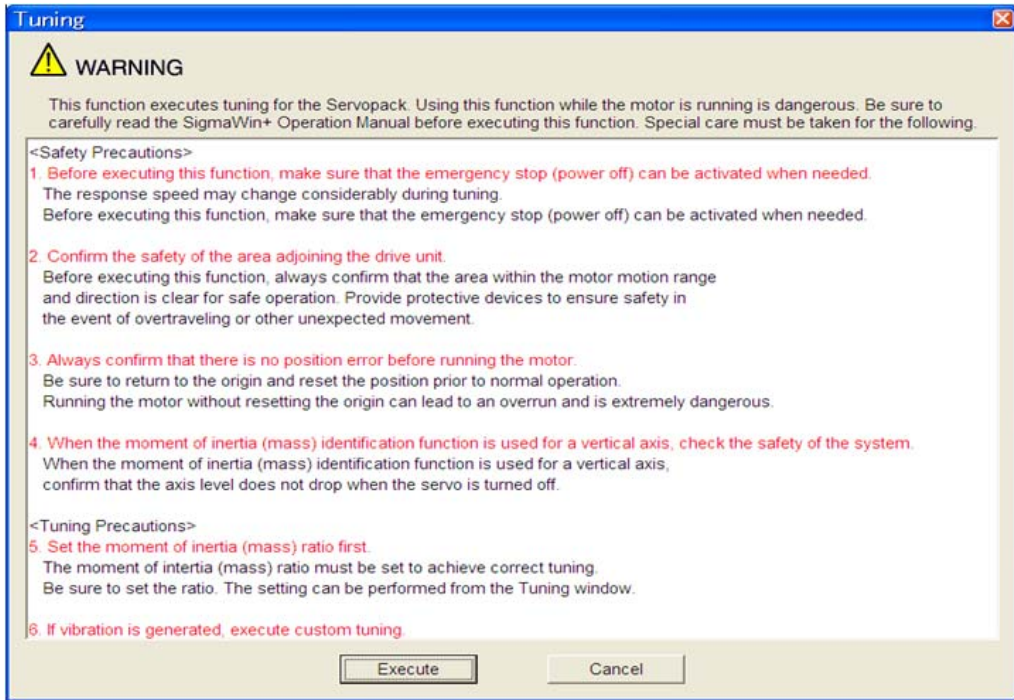 Tuning
WARNING
This function executes tuning for the Servopack. Using this function while the motor is running is dangerous. Be sure to
carefully read the SigmaWin+ Operation Manual before executing this function. Special care must be taken for the following.
<Safety Precautions>
1. Before executing this function, make sure that the emergency stop (power off) can be activated when needed.
The response speed may change considerably during tuning.
Before executing this function, make sure that the emergency stop (power off) can be activated when needed.
2. Confirm the safety of the area adjoining the drive unit.
Before executing this function, always confirm that the area within the motor motion range
and direction is clear for safe operation. Provide protective devices to ensure safety in
the event of overtraveling or other unexpected movement.
3. Always confirm that there is no position error before running the motor.
Be sure to return to the origin and reset the position prior to normal operation.
Running the motor without resetting the origin can lead to an overrun and is extremely dangerous.
4. When the moment of inertia (mass) identification function is used for a vertical axis, check the safety of the system.
When the moment of inertia (mass) identification function is used for a vertical axis,
confirm that the axis level does not drop when the servo is turned off.
<Tuning Precautions>
5. Set the moment of inertia (mass) ratio first.
The moment of intertia (mass) ratio must be set to achieve correct tuning.
Be sure to set the ratio. The setting can be performed from the Tuning window.
6. If vibration is generated, execute custom tuning.
Execute
Cancel